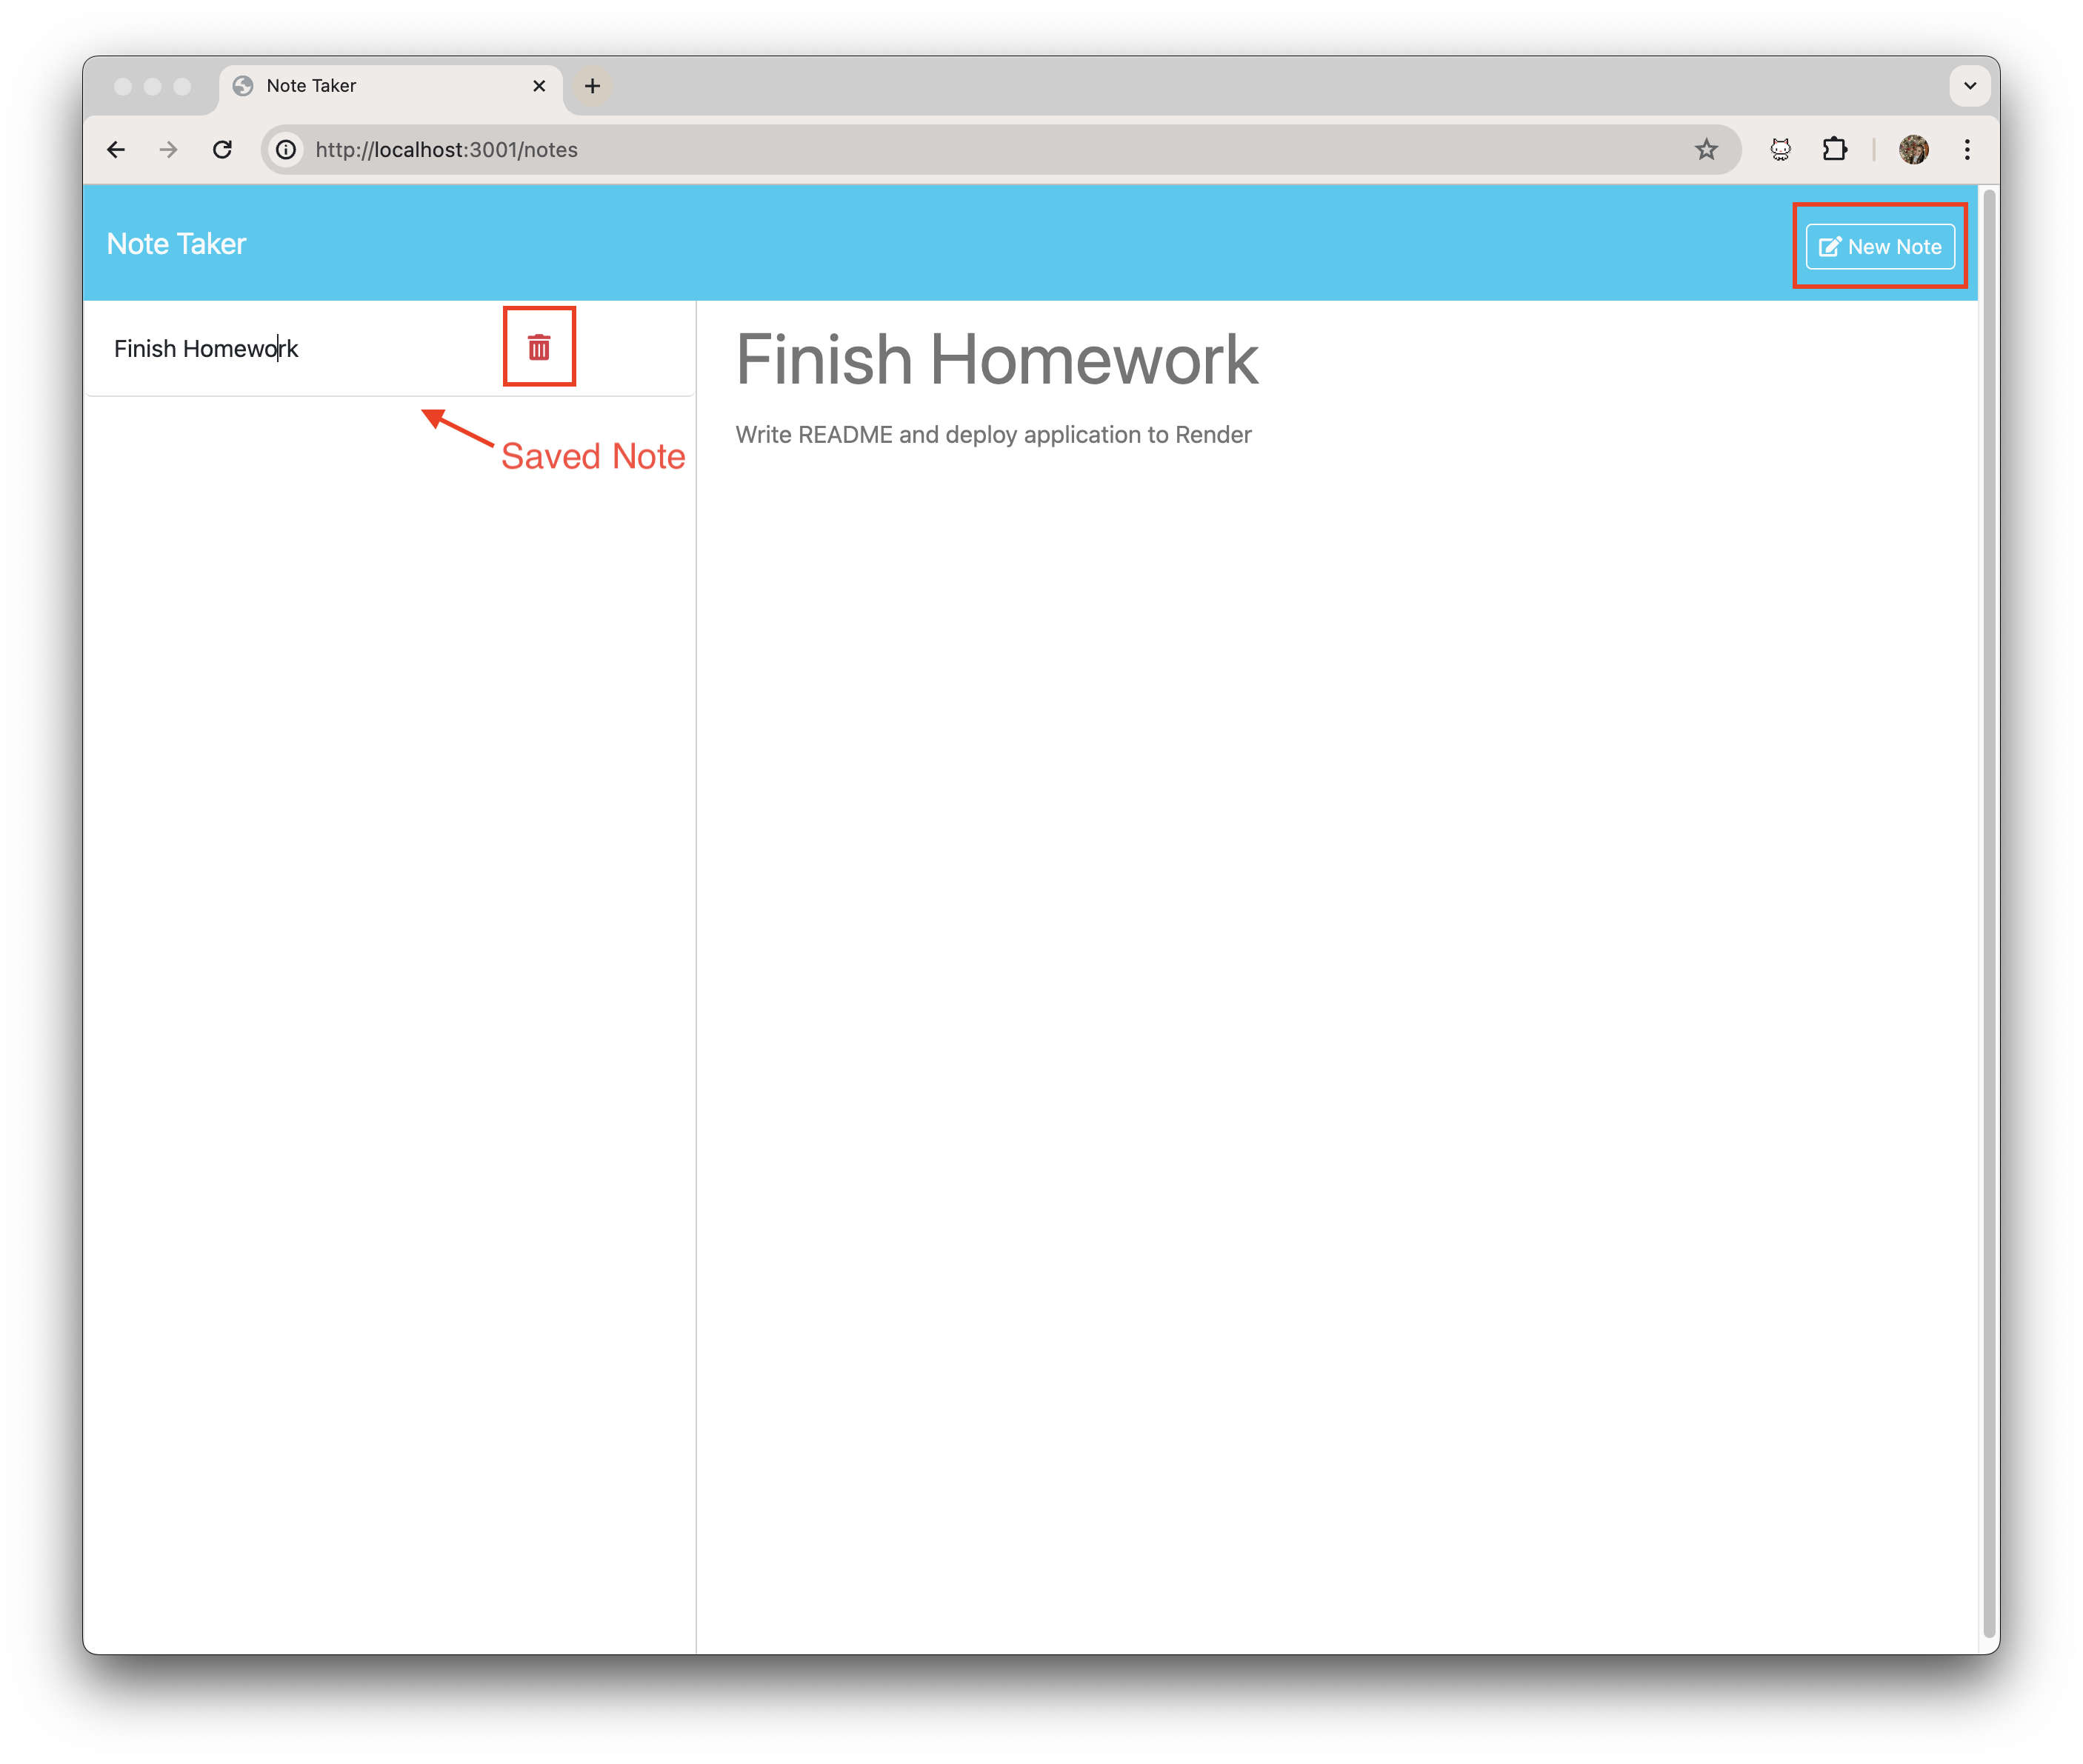 Note Taker
http://localhost:3001/notes
Note Taker
New Note
Finish Homework
Saved Note
Finish Homework
Write README and deploy application to Render